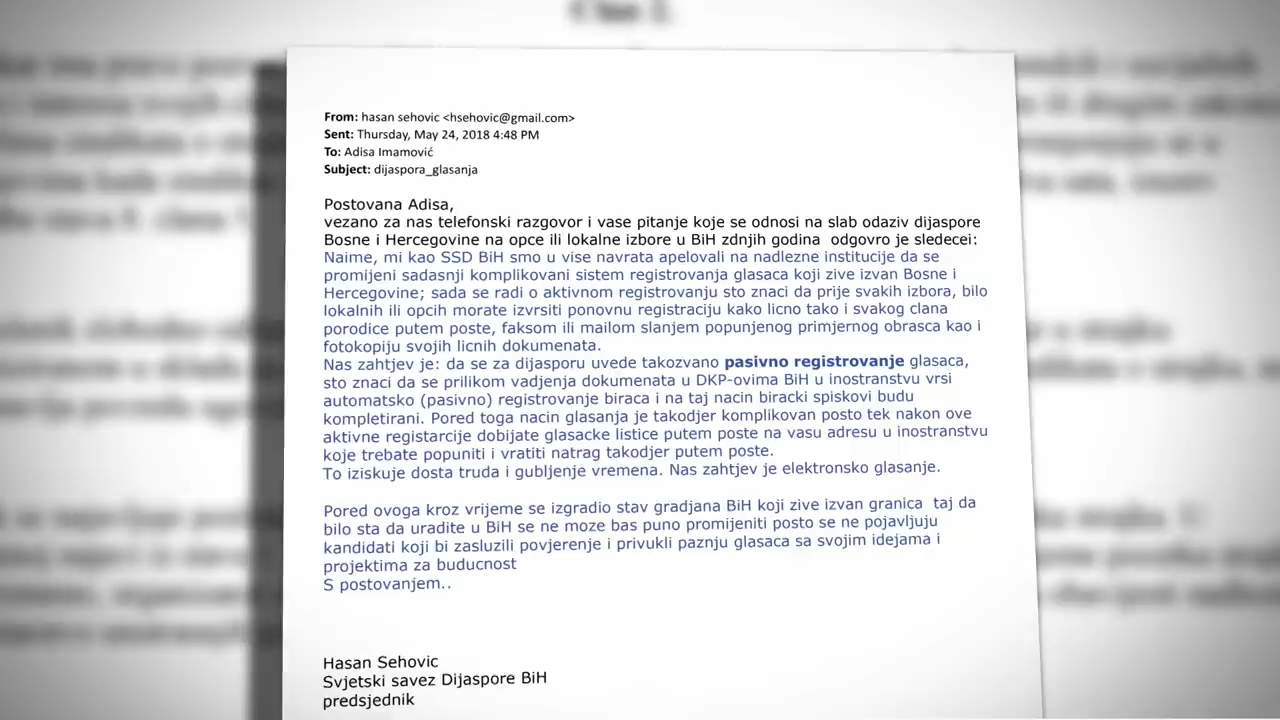 From: hasan sehovic <hsehovic@gmail.com>
Sent: Thursday, May 24, 2018 4:48 PM
To: Adisa Imamović
Subject: dijaspora_glasanja
Postovana Adisa,
vezano za nas telefonski razgovor i vase pitanje koje se odnosi na slab odaziv dijaspore
Bosne i Hercegovine na opce ili lokalne izbore u BiH zdnjih godina odgovro je sledecei:
Naime, mi kao SSD BiH smo u vise navrata apelovali na nadlezne institucije da se
promijeni sadasnji komplikovani sistem registrovanja glasaca koji zive izvan Bosne i
Hercegovine; sada se radi o aktivnom registrovanju sto znaci da prije svakih izbora, bilo
lokalnih ili opcih morate izvrsiti ponovnu registraciju kako licno tako i svakog clana
porodice putem poste, faksom ili mailom slanjem popunjenog primjernog obrasca kao i
fotokopiju svojih licnih dokumenata.
Nas zahtjev je: da se za dijasporu uvede takozvano pasivno registrovanje glasaca,
sto znaci da se prilikom vadjenja dokumenata u DKP-ovima BiH u inostranstvu vrsi
automatsko (pasivno) registrovanje biraca i na taj nacin biracki spiskovi budu
kompletirani. Pored toga nacin glasanja je takodjer komplikovan posto tek nakon ove
aktivne registarcije dobijate glasacke listice putem poste na vasu adresu u inostranstvu
koje trebate popuniti i vratiti natrag takodjer putem poste.
To iziskuje dosta truda i gubljenje vremena. Nas zahtjev je elektronsko glasanje.
Pored ovoga kroz vrijeme se izgradio stav gradjana BiH koji zive izvan granica taj da
bilo sta da uradite u BiH se ne moze bas puno promijeniti posto se ne pojavljuju
kandidati koji bi zasluzili povjerenje i privukli paznju glasaca sa svojim idejama i
projektima za buducnost
S postovanjem..
Hasan Sehovic
Svjetski savez Dijaspore BiH
predsjednik